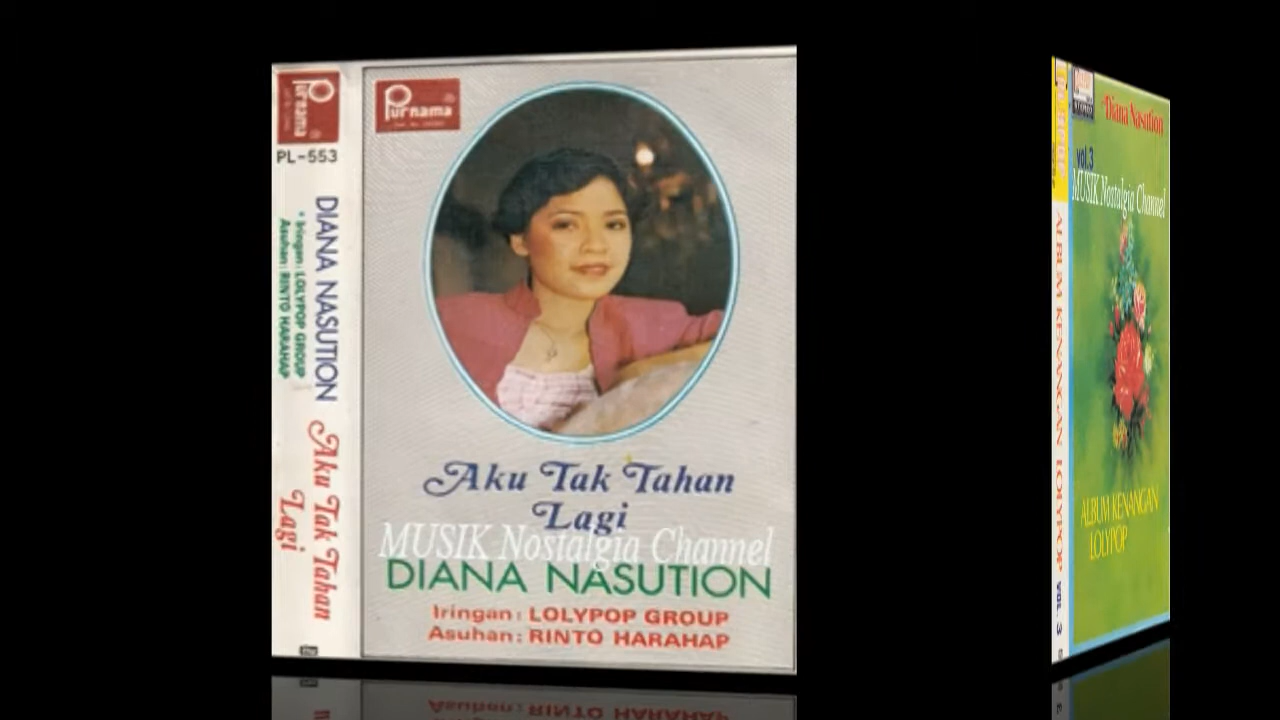 Purnama
PL-553
DIANA NASUTION
* Iringan: LOLYPOP GROUP
Asuhan: RINTO HARAHAP
Aku Tak Tahan
Lagi
Purnama
Aku Tak Tahan
Lagi
MUSIK Nostalgia Channel
DIANA NASUTION
Iringan: LOLYPOP GROUP
Asuhan: RINTO HARAHAP
ALBUM KENANGAN LOLYPOP VOL. 3
Diana Nasution
vol.3
MUSIK Nostalgia Channel
ALBUM KENANGAN
LOLYPOP